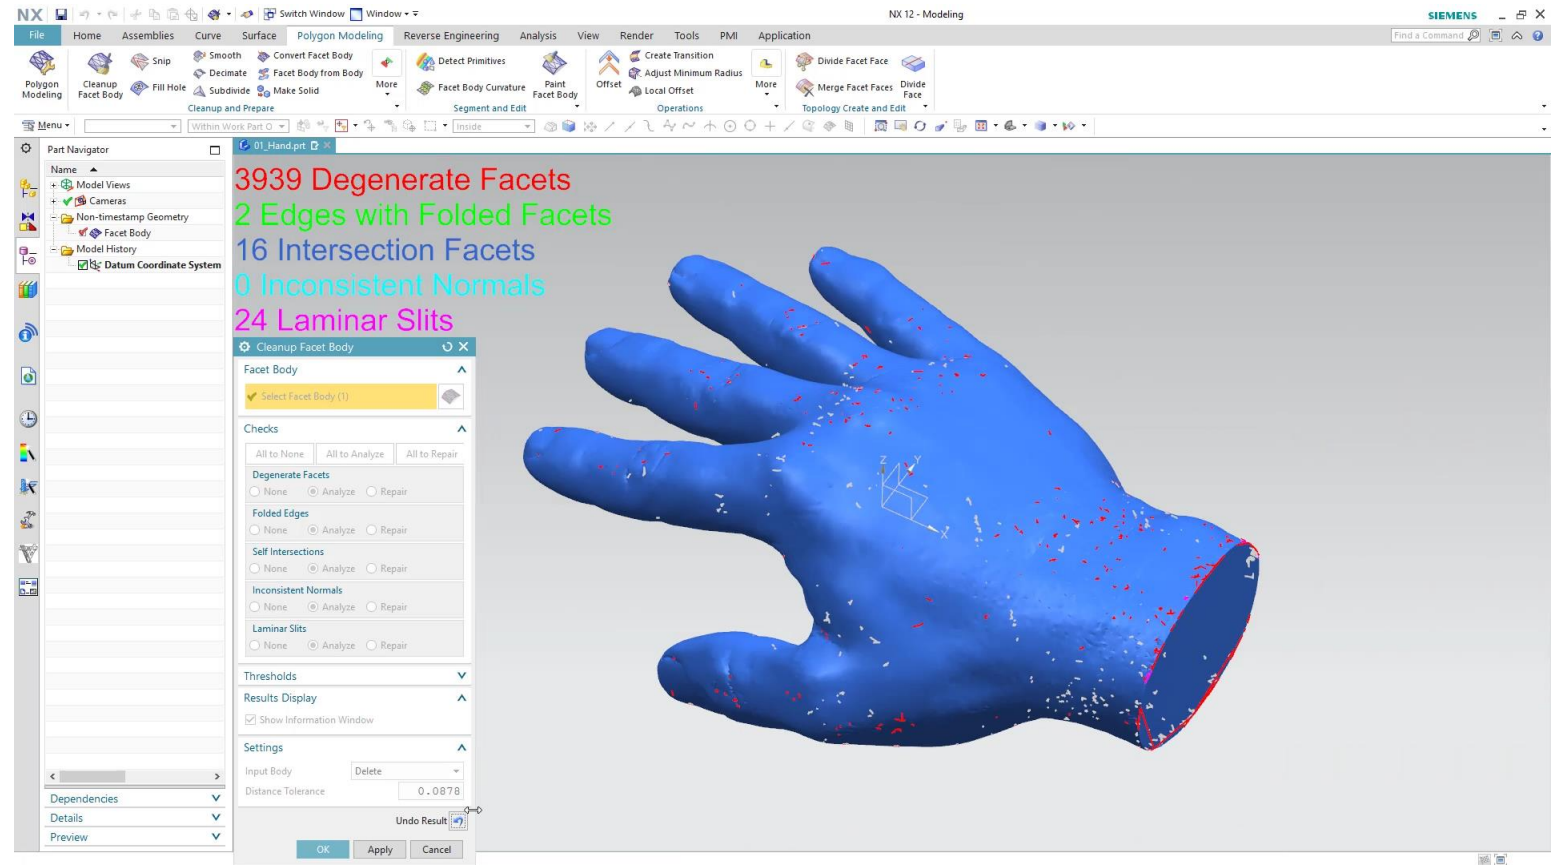 NX
Switch Window Window
NX 12 - Modeling
SIEMENS
File Home Assemblies Curve Surface Polygon Modeling Reverse Engineering Analysis View Render Tools PMI Application
Find a Command
Polygon Modeling
Cleanup Facet Body
Snip
Fill Hole
Smooth
Decimate
Subdivide
Convert Facet Body
Facet Body from Body
Make Solid
More
Cleanup and Prepare
Detect Primitives
Facet Body Curvature
Paint Facet Body
Segment and Edit
Offset
Create Transition
Adjust Minimum Radius
Local Offset
More
Operations
Divide Facet Face
Merge Facet Faces
Divide Face
Topology Create and Edit
Menu
Within Work Part O
Inside
Part Navigator
01_Hand.prt
Name
Model Views
Cameras
Non-timestamp Geometry
Facet Body
Model History
Datum Coordinate System
Dependencies
Details
Preview
3939 Degenerate Facets
2 Edges with Folded Facets
16 Intersection Facets
0 Inconsistent Normals
24 Laminar Slits
Cleanup Facet Body
Facet Body
Select Facet Body (1)
Checks
All to None All to Analyze All to Repair
Degenerate Facets
None Analyze Repair
Folded Edges
None Analyze Repair
Self Intersections
None Analyze Repair
Inconsistent Normals
None Analyze Repair
Laminar Slits
None Analyze Repair
Thresholds
Results Display
Show Information Window
Settings
Input Body Delete
Distance Tolerance 0.0878
Undo Result
OK Apply Cancel
Z
Y
X